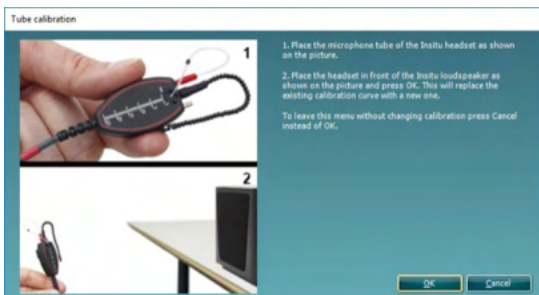 Tube calibration
1
1. Place the microphone tube of the Insitu headset as shown
on the picture.
2. Place the headset in front of the Insitu loudspeaker as
shown on the picture and press OK. This will replace the
existing calibration curve with a new one.
To leave this menu without changing calibration press Cancel
instead of OK.
2
OK
Cancel